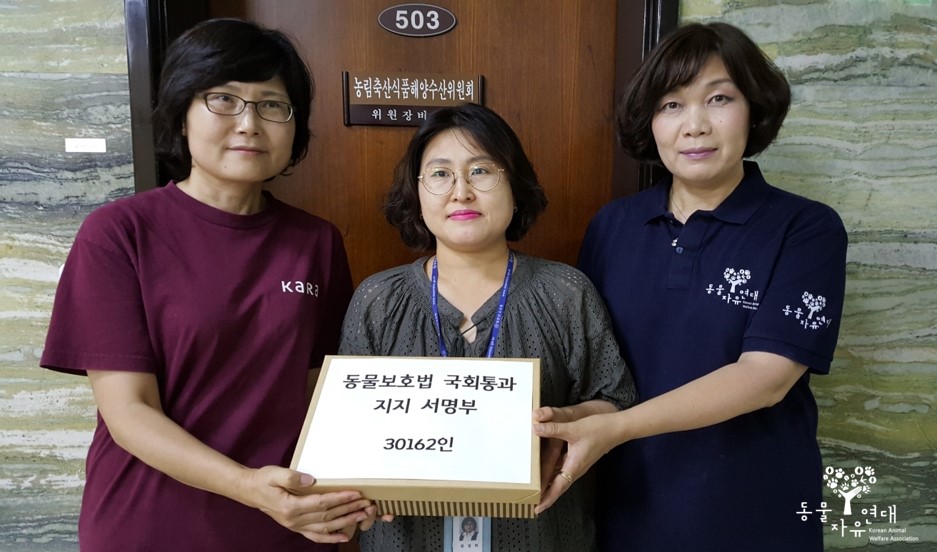 503
농림축산식품해양수산위원회
위원장비
KARA
동물
자유연대
동물
자유연대
동물보호법 국회통과
지지 서명부
30162인
동물
자유연대
Korean Animal
Welfare Association